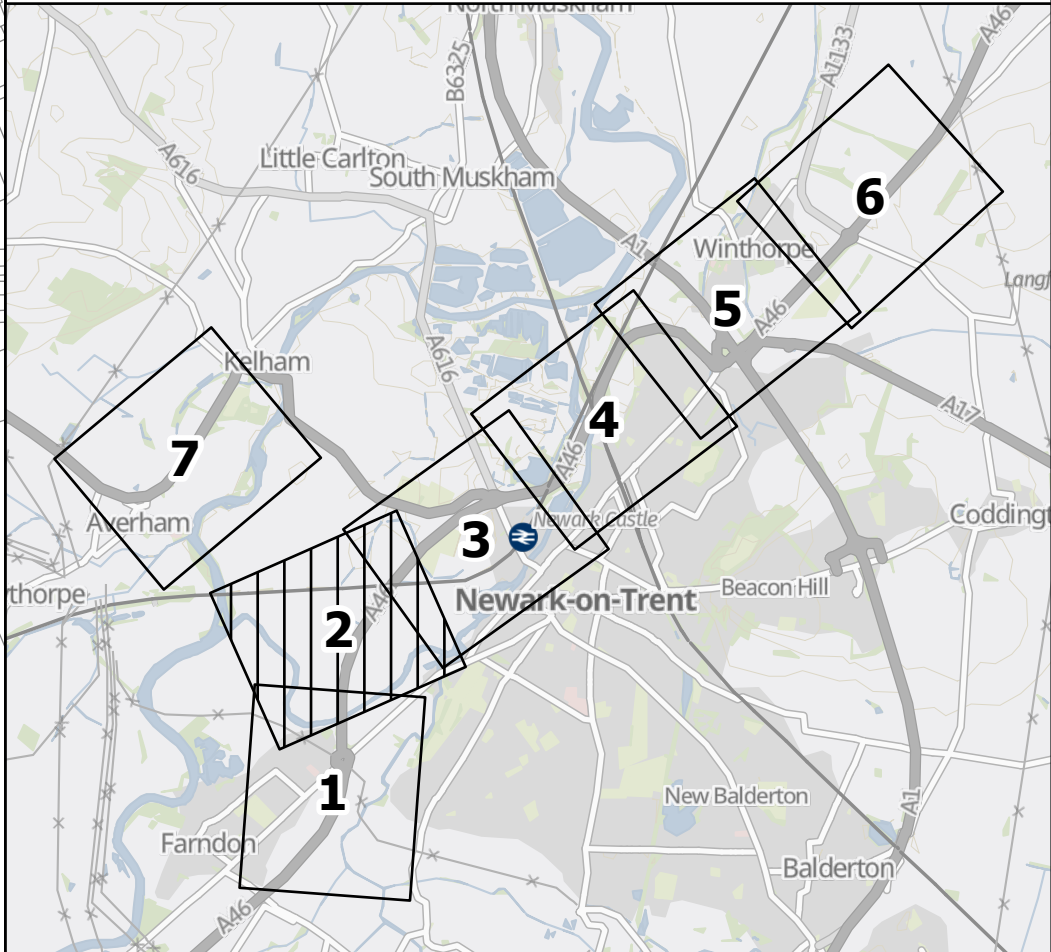 North Muskham
A46
A1133
B6325
A616
Little Carlton
South Muskham
6
A1
Winthorpe
Langf
5
A46
A616
Kelham
4
A17
7
A46
Averham
Newark Castle
Coddingt
3
ythorpe
A46
Newark-on-Trent
Beacon Hill
2
1
New Balderton
A1
Farndon
Balderton
A46